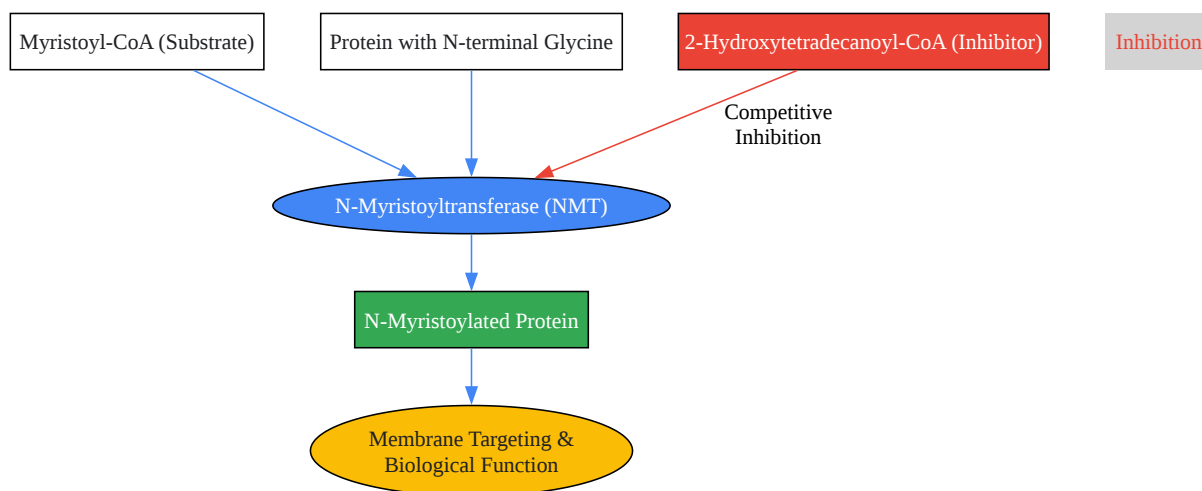 Myristoyl-CoA (Substrate)
Protein with N-terminal Glycine
2-Hydroxytetradecanoyl-CoA (Inhibitor)
Inhibition
Competitive
Inhibition
N-Myristoyltransferase (NMT)
N-Myristoylated Protein
Membrane Targeting &
Biological Function